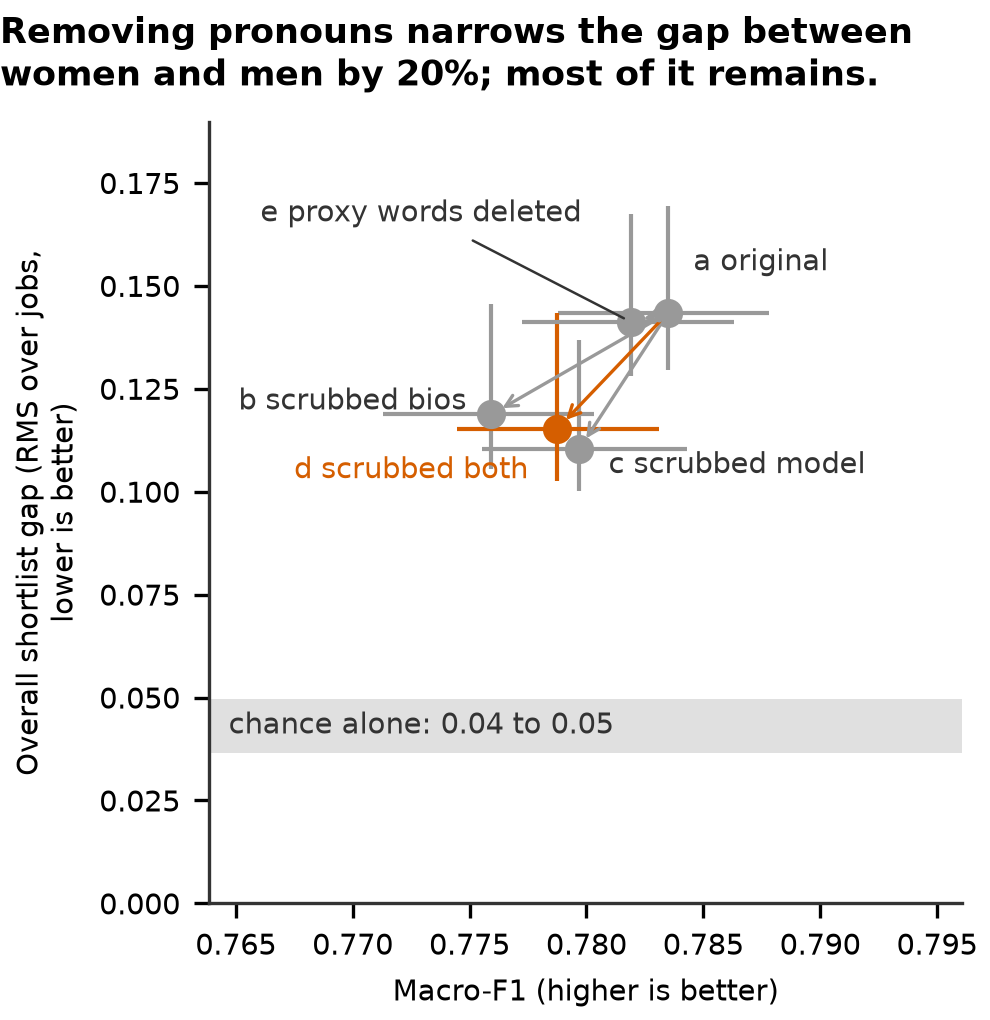 Removing pronouns narrows the gap between
women and men by 20%; most of it remains.
0.175
0.150
0.125
0.100
0.075
0.050
0.025
0.000
Overall shortlist gap (RMS over jobs,
lower is better)
e proxy words deleted
a original
b scrubbed bios
d scrubbed both
c scrubbed model
chance alone: 0.04 to 0.05
0.765 0.770 0.775 0.780 0.785 0.790 0.795
Macro-F1 (higher is better)